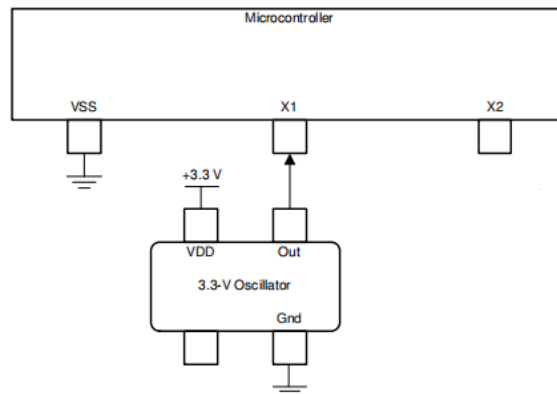 Microcontroller
VSS X1 X2
+3.3 V
VDD Out
3.3-V Oscillator
Gnd